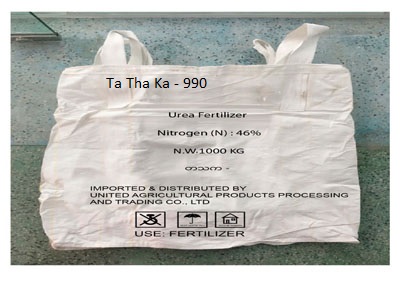 Ta Tha Ka - 990
Urea Fertilizer
Nitrogen (N) : 46%
N.W.1000 KG
IMPORTED & DISTRIBUTED BY
UNITED AGRICULTURAL PRODUCTS PROCESSING
AND TRADING CO., LTD
USE: FERTILIZER